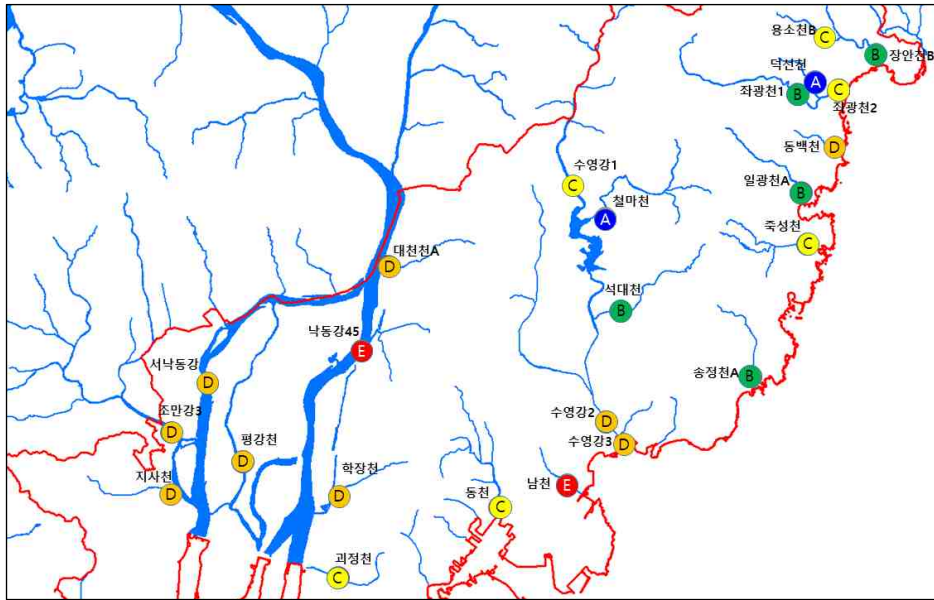 용소천B
C
B
장안천B
덕선천
A
좌광천1
B
C
좌광천2
동백천
D
수영강1
C
일광천A
B
철마천
A
죽성천
C
대천천A
D
석대천
B
낙동강45
E
서낙동강
D
송정천A
B
조만강3
D
수영강2
D
수영강3
D
평강천
D
지사천
D
학장천
D
남천
E
동천
C
괴정천
C